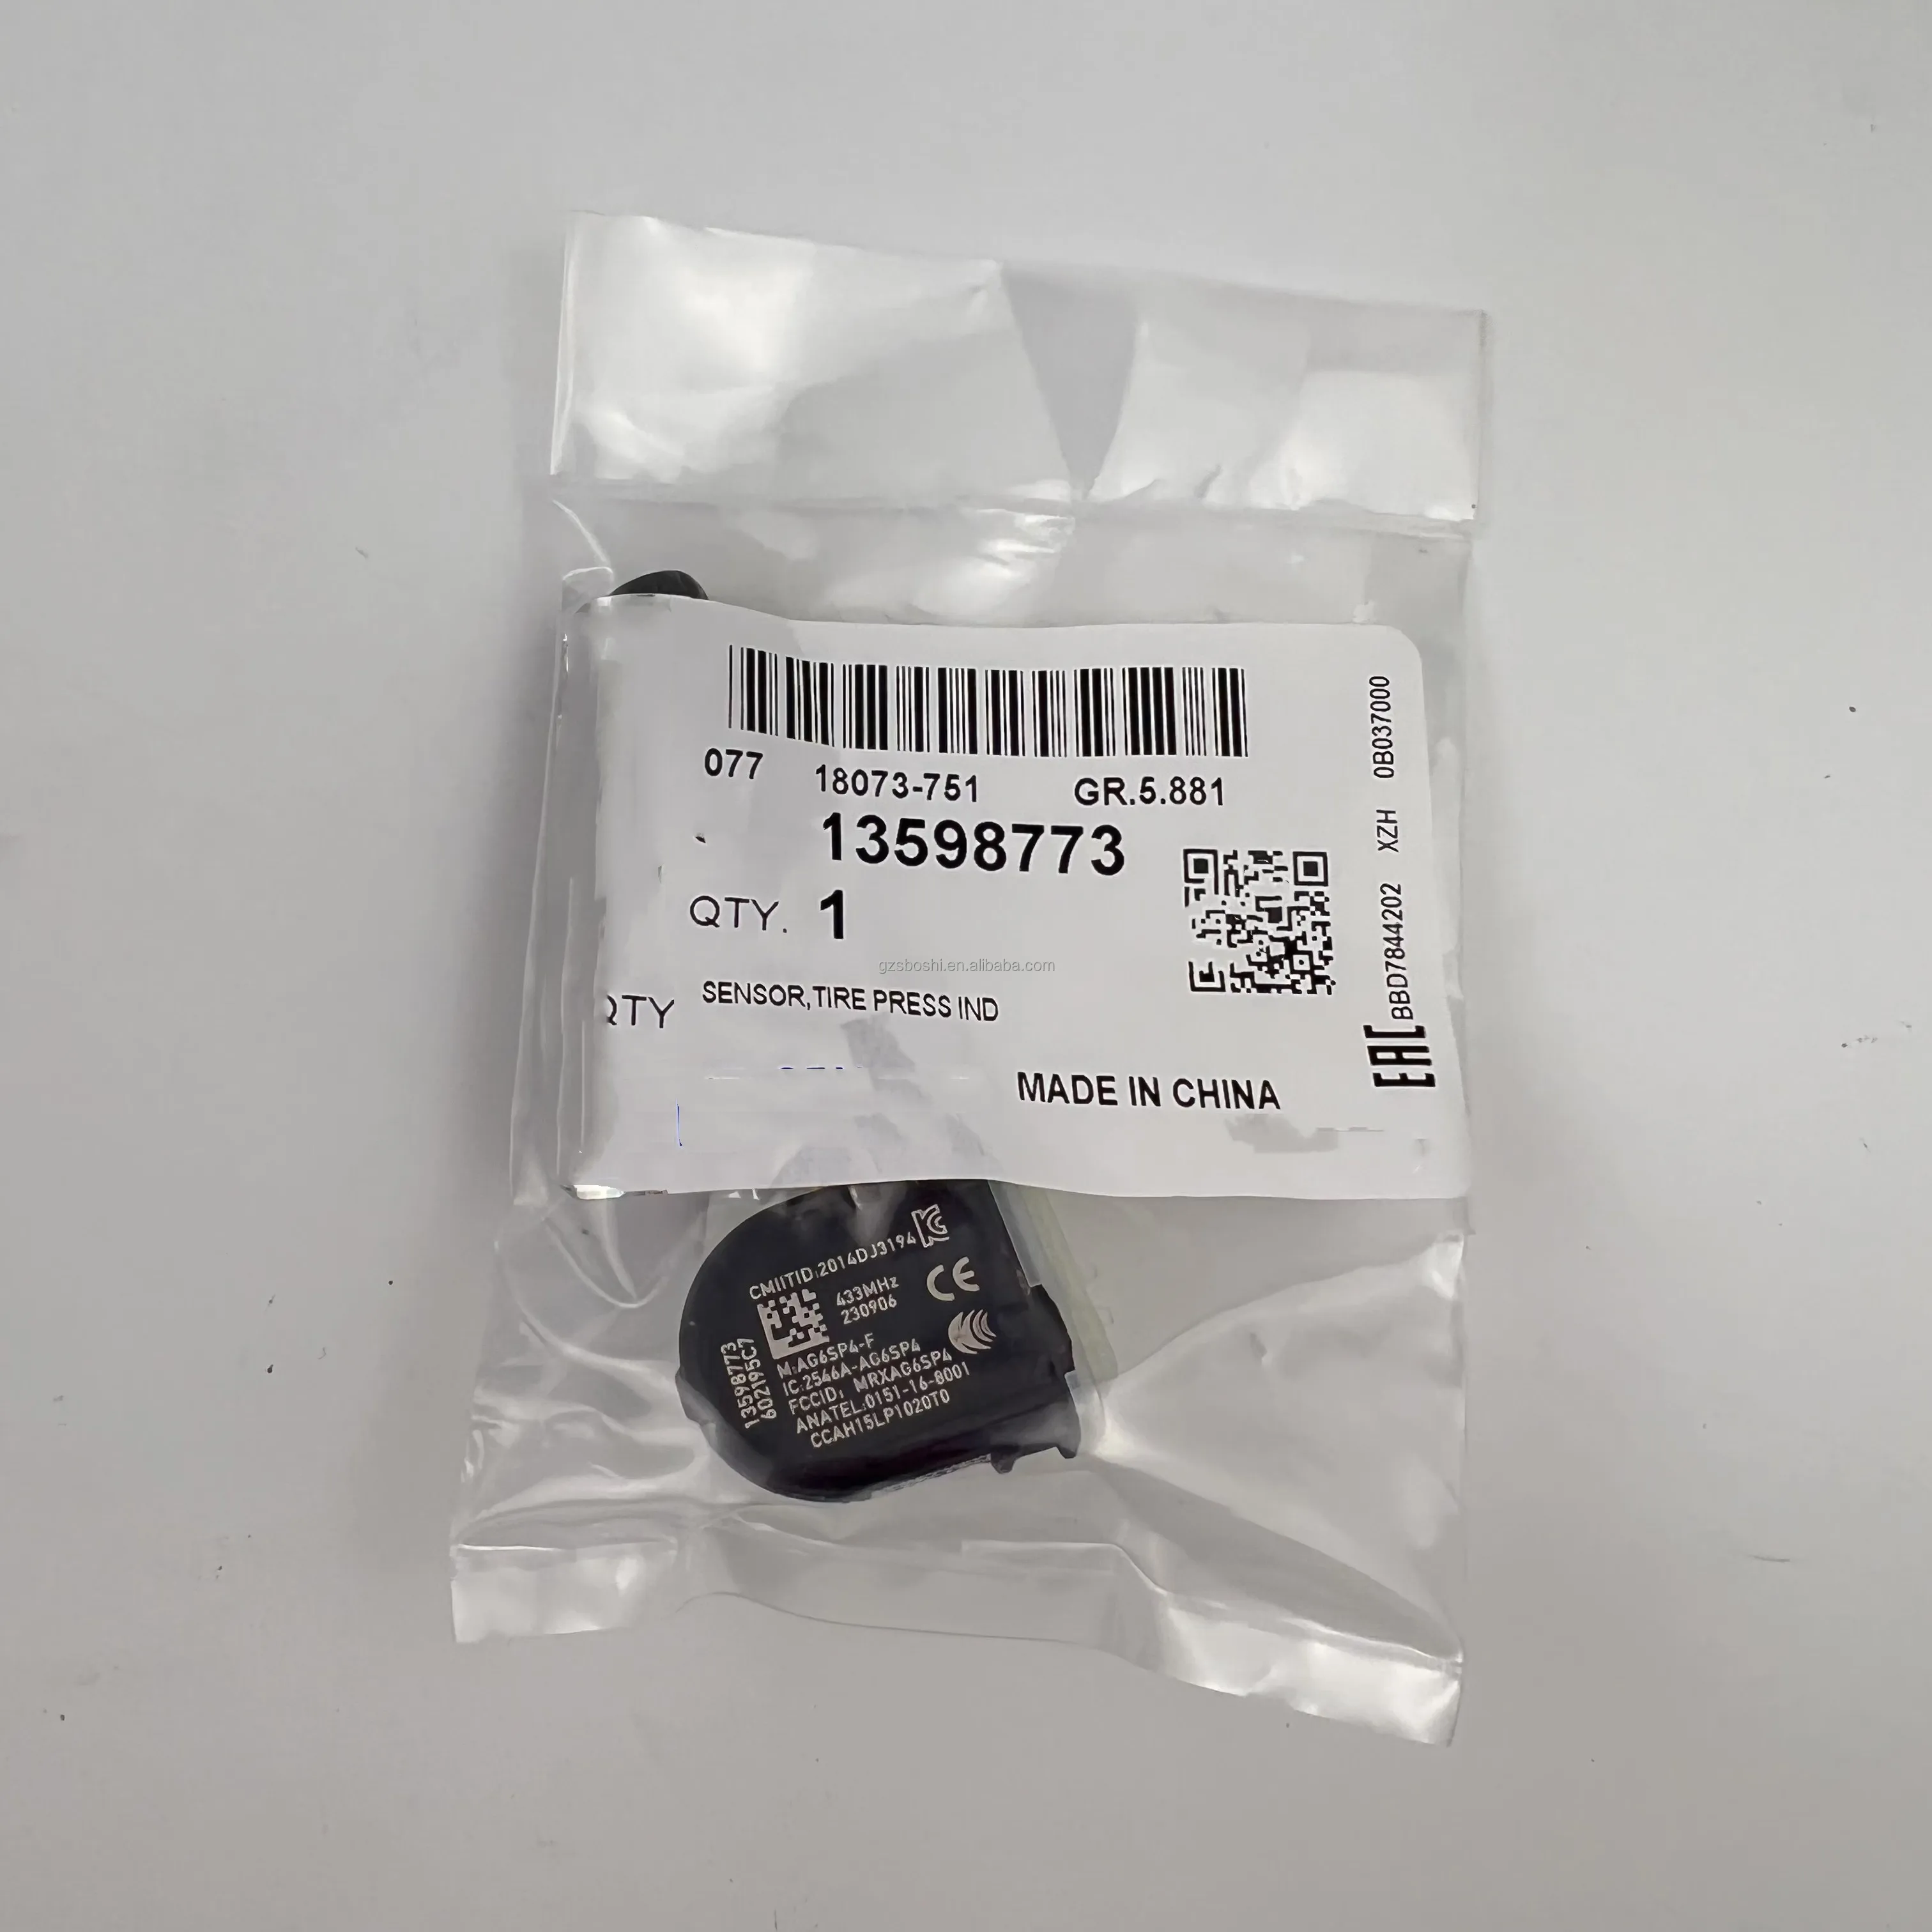 077 18073-751 GR.5.881
13598773
QTY. 1
gzsboshi.en.alibaba.com
SENSOR,TIRE PRESS IND
QTY
MADE IN CHINA
EAC BBD7844202 XZH 0B037000
CMIITID:2014DJ3194
433MHz
230906
CE
M:AG6SP4-F
IC:2546A-AG6SP4
FCCID: MRXAG6SP4
ANATEL:0151-16-8001
CCAH15LP1020T0
13598773
602195C7